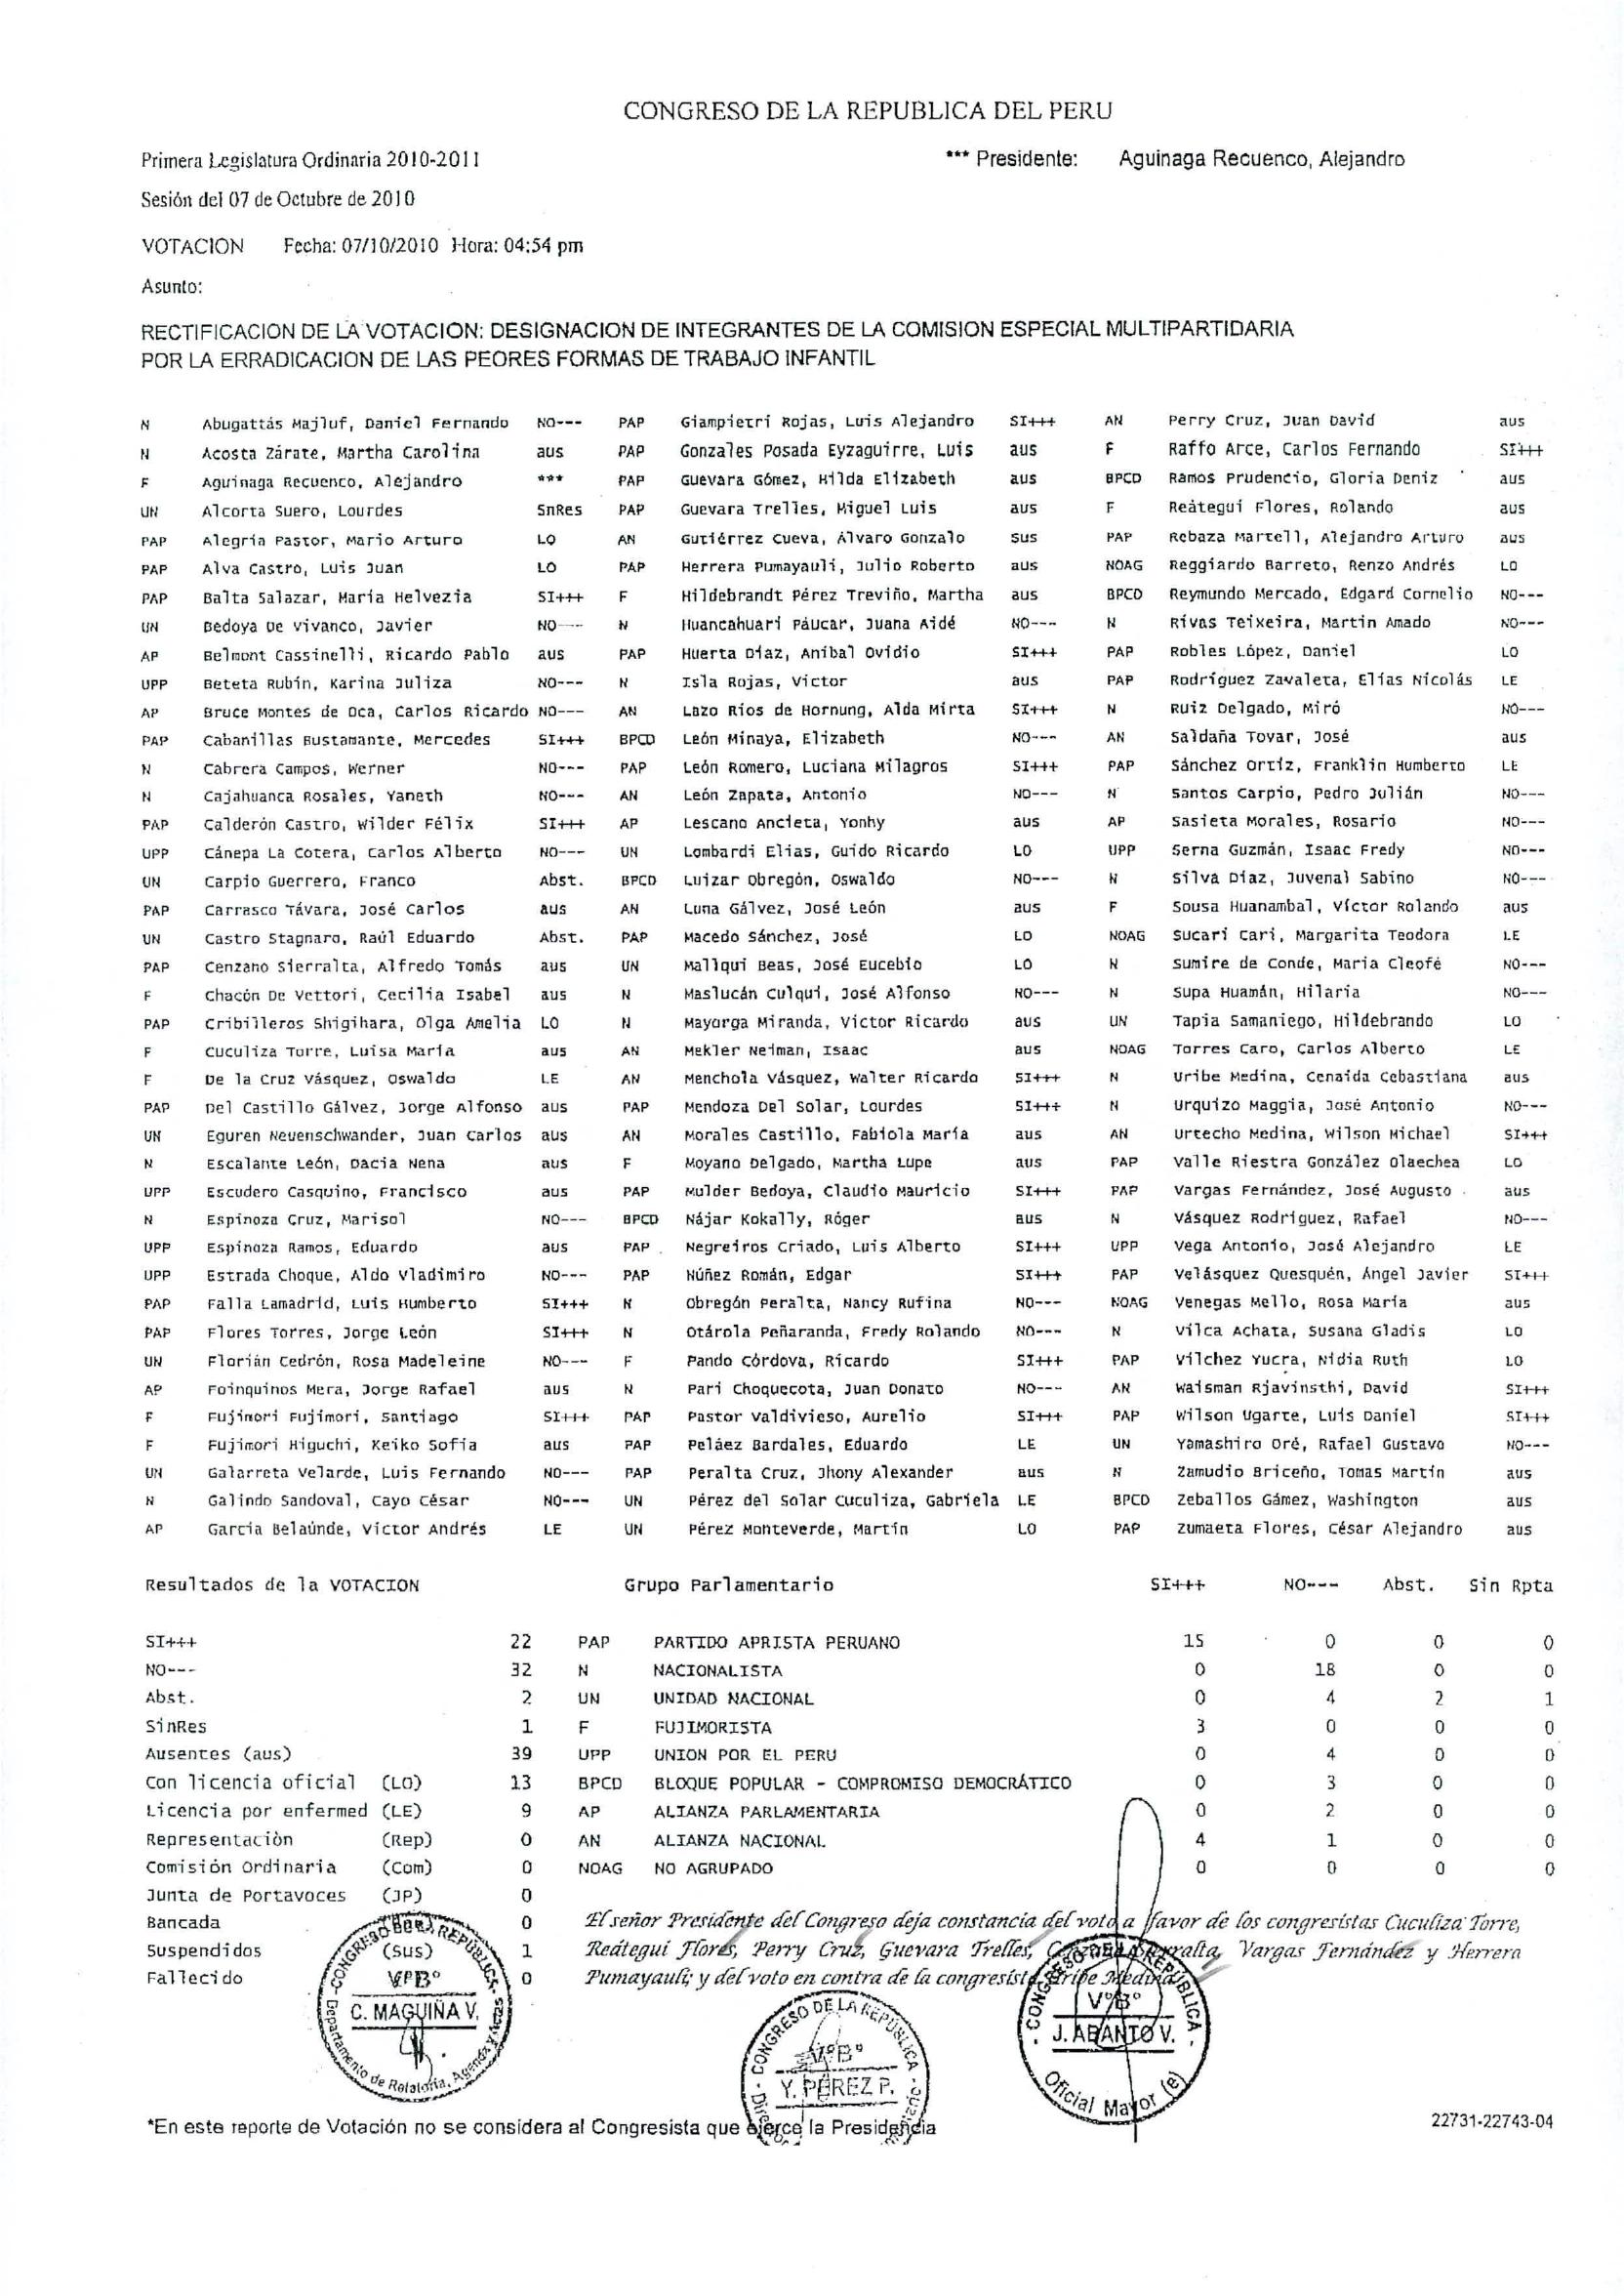 CONGRESO DE LA REPUBLICA DEL PERU
Primera Legislatura Ordinaria 2010-2011 *** Presidente: Aguinaga Recuenco, Alejandro
Sesión del 07 de Octubre de 2010
VOTACION Fecha: 07/10/2010 Hora: 04:54 pm
Asunto:
RECTIFICACION DE LA VOTACION: DESIGNACION DE INTEGRANTES DE LA COMISION ESPECIAL MULTIPARTIDARIA
POR LA ERRADICACION DE LAS PEORES FORMAS DE TRABAJO INFANTIL
N Abugattás Majluf, Daniel Fernando NO--- PAP Giampietri Rojas, Luis Alejandro SI+++ AN Perry Cruz, Juan David aus
N Acosta Zárate, Martha Carolina aus PAP Gonzales Posada Eyzaguirre, Luis aus F Raffo Arce, Carlos Fernando SI+++
F Aguinaga Recuenco, Alejandro *** PAP Guevara Gómez, Hilda Elizabeth aus BPCD Ramos Prudencio, Gloria Deniz aus
UN Alcorta Suero, Lourdes SnRes PAP Guevara Trelles, Miguel Luis aus F Reátegui Flores, Rolando aus
PAP Alegría Pastor, Mario Arturo LO AN Gutiérrez Cueva, Álvaro Gonzalo Sus PAP Rebaza Martell, Alejandro Arturo aus
PAP Alva Castro, Luis Juan LO PAP Herrera Pumayauli, Julio Roberto aus NOAG Reggiardo Barreto, Renzo Andrés LO
PAP Balta Salazar, María Helvezia SI+++ F Hildebrandt Pérez Treviño, Martha aus BPCD Reymundo Mercado, Edgard Cornelio NO---
UN Bedoya De Vivanco, Javier NO--- N Huancahuari Páucar, Juana Aidé NO--- N Rivas Teixeira, Martin Amado NO---
AP Belmont Cassinelli, Ricardo Pablo aus PAP Huerta Díaz, Aníbal Ovidio SI+++ PAP Robles López, Daniel LO
UPP Beteta Rubín, Karina Juliza NO--- N Isla Rojas, Víctor aus PAP Rodríguez Zavaleta, Elías Nicolás LE
AP Bruce Montes de Oca, Carlos Ricardo NO--- AN Lazo Ríos de Hornung, Alda Mirta SI+++ N Ruiz Delgado, Miró NO---
PAP Cabanillas Bustamante, Mercedes SI+++ BPCD León Minaya, Elizabeth NO--- AN Saldaña Tovar, José aus
N Cabrera Campos, Werner NO--- PAP León Romero, Luciana Milagros SI+++ PAP Sánchez Ortiz, Franklin Humberto LE
N Cajahuanca Rosales, Yaneth NO--- AN León Zapata, Antonio NO--- N Santos Carpio, Pedro Julián NO---
PAP Calderón Castro, Wilder Félix SI+++ AP Lescano Ancieta, Yonhy aus AP Sasieta Morales, Rosario NO---
UPP Cánepa La Cotera, Carlos Alberto NO--- UN Lombardi Elías, Guido Ricardo LO UPP Serna Guzmán, Isaac Fredy NO---
UN Carpio Guerrero, Franco Abst. BPCD Luizar Obregón, Oswaldo NO--- N Silva Díaz, Juvenal Sabino NO---
PAP Carrasco Távara, José Carlos aus AN Luna Gálvez, José León aus F Sousa Huanambal, Víctor Rolando aus
UN Castro Stagnaro, Raúl Eduardo Abst. PAP Macedo Sánchez, José LO NOAG Sucari Cari, Margarita Teodora LE
PAP Cenzano Sierralta, Alfredo Tomás aus UN Mallqui Beas, José Eucebio LO N Sumire de Conde, María Cleofé NO---
F Chacón De Vettori, Cecilia Isabel aus N Maslucán Culqui, José Alfonso NO--- N Supa Huamán, Hilaria NO---
PAP Cribilleros Shigihara, Olga Amelia LO N Mayorga Miranda, Víctor Ricardo aus UN Tapia Samaniego, Hildebrando LO
F Cuculiza Torre, Luisa María aus AN Mekler Neiman, Isaac aus NOAG Torres Caro, Carlos Alberto LE
F De la Cruz Vásquez, Oswaldo LE AN Menchola Vásquez, Walter Ricardo SI+++ N Uribe Medina, Cenaida Cebastiana aus
PAP Del Castillo Gálvez, Jorge Alfonso aus PAP Mendoza Del Solar, Lourdes SI+++ N Urquizo Maggia, José Antonio NO---
UN Eguren Neuenschwander, Juan Carlos aus AN Morales Castillo, Fabiola María aus AN Urtecho Medina, Wilson Michael SI+++
N Escalante León, Dacia Nena aus F Moyano Delgado, Martha Lupe aus PAP Valle Riestra González Olaechea LO
UPP Escudero Casquino, Francisco aus PAP Mulder Bedoya, Claudio Mauricio SI+++ PAP Vargas Fernández, José Augusto aus
N Espinoza Cruz, Marisol NO--- BPCD Nájar Kokally, Róger aus N Vásquez Rodríguez, Rafael NO---
UPP Espinoza Ramos, Eduardo aus PAP Negreiros Criado, Luis Alberto SI+++ UPP Vega Antonio, José Alejandro LE
UPP Estrada Choque, Aldo Vladimiro NO--- PAP Núñez Román, Edgar SI+++ PAP Velásquez Quesquén, Ángel Javier SI+++
PAP Falla Lamadrid, Luis Humberto SI+++ N Obregón Peralta, Nancy Rufina NO--- NOAG Venegas Mello, Rosa María aus
PAP Flores Torres, Jorge León SI+++ N Otárola Peñaranda, Fredy Rolando NO--- N Vilca Achata, Susana Gladis LO
UN Florián Cedrón, Rosa Madeleine NO--- F Pando Córdova, Ricardo SI+++ PAP Vílchez Yucra, Nidia Ruth LO
AP Foinquinos Mera, Jorge Rafael aus N Pari Choquecota, Juan Donato NO--- AN Waisman Rjavinsthi, David SI+++
F Fujimori Fujimori, Santiago SI+++ PAP Pastor Valdivieso, Aurelio SI+++ PAP Wilson Ugarte, Luis Daniel SI+++
F Fujimori Higuchi, Keiko Sofía aus PAP Peláez Bardales, Eduardo LE UN Yamashiro Oré, Rafael Gustavo NO---
UN Galarreta Velarde, Luis Fernando NO--- PAP Peralta Cruz, Jhony Alexander aus N Zamudio Briceño, Tomas Martín aus
N Galindo Sandoval, Cayo César NO--- UN Pérez del Solar Cuculiza, Gabriela LE BPCD Zeballos Gámez, Washington aus
AP García Belaúnde, Víctor Andrés LE UN Pérez Monteverde, Martín LO PAP Zumaeta Flores, César Alejandro aus
Resultados de la VOTACION Grupo Parlamentario SI+++ NO--- Abst. Sin Rpta
SI+++ 22 PAP PARTIDO APRISTA PERUANO 15 0 0 0
NO--- 32 N NACIONALISTA 0 18 0 0
Abst. 2 UN UNIDAD NACIONAL 0 4 2 1
SinRes 1 F FUJIMORISTA 3 0 0 0
Ausentes (aus) 39 UPP UNION POR EL PERU 0 4 0 0
Con licencia oficial (LO) 13 BPCD BLOQUE POPULAR - COMPROMISO DEMOCRÁTICO 0 3 0 0
Licencia por enfermed (LE) 9 AP ALIANZA PARLAMENTARIA 0 2 0 0
Representación (Rep) 0 AN ALIANZA NACIONAL 4 1 0 0
Comisión Ordinaria (Com) 0 NOAG NO AGRUPADO 0 0 0 0
Junta de Portavoces (JP) 0
Bancada 0 El señor Presidente del Congreso deja constancia del voto a favor de los congresistas Cuculiza Torre,
Suspendidos (Sus) 1 Reátegui Flores, Perry Cruz, Guevara Trelles, Vargas Fernández y Herrera
Fallecido 0 Pumayauli; y del voto en contra de la congresista Uribe Medina.
CONGRESO DE LA REPÚBLICA
VºBº
C. MAGUIÑA V.
Departamento de Relatoría, Agenda y Actas
CONGRESO DE LA REPÚBLICA
VºBº
Y. PÉREZ P.
CONGRESO DE LA REPÚBLICA
VºBº
J. ABANTO V.
Oficial Mayor (e)
*En este reporte de Votación no se considera al Congresista que ejerce la Presidencia
22731-22743-04